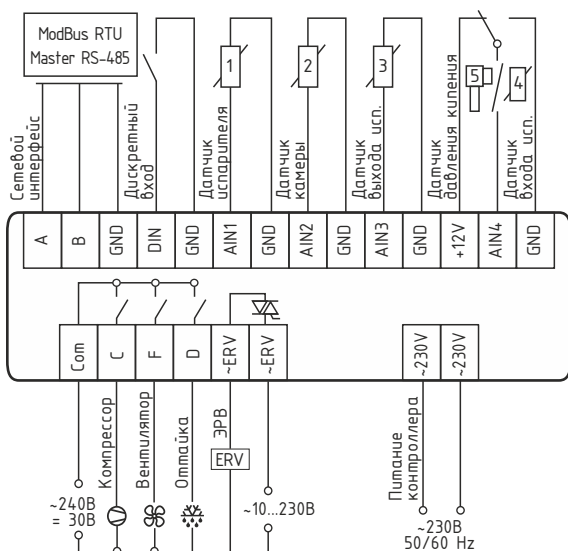 ModBus RTU
Master RS-485
1
2
3
5
4
Сетевой
интерфейс
Дискретный
вход
Датчик
испарителя
Датчик
камеры
Датчик
выхода исп.
Датчик
давления кипения
Датчик
входа исп.
A
B
GND
DIN
GND
AIN1
GND
AIN2
GND
AIN3
GND
+12V
AIN4
GND
Com
C
F
D
~ERV
~ERV
~230V
~230V
Компрессор
Вентилятор
Оттайка
ЭРВ
ERV
Питание
контроллера
~240В
= 30В
~10...230В
~230В
50/60 Hz